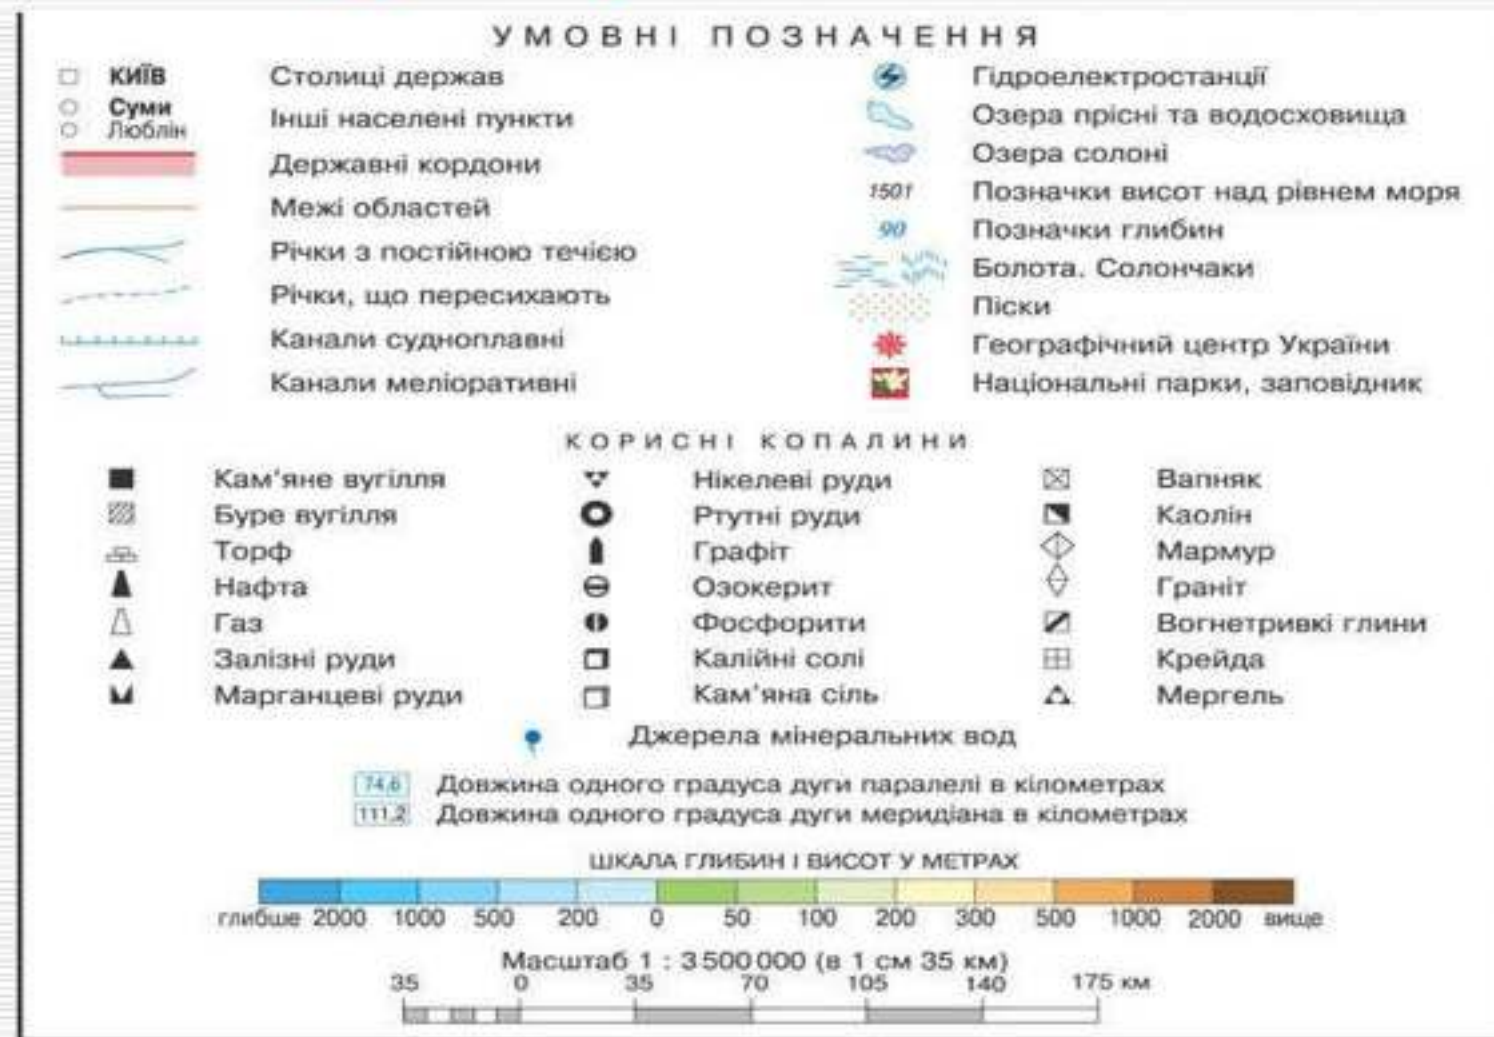 УМОВНІ ПОЗНАЧЕННЯ
КИЇВ Столиці держав
Суми
Люблін
Інші населені пункти
Державні кордони
Межі областей
Річки з постійною течією
Річки, що пересихають
Канали судноплавні
Канали меліоративні
Гідроелектростанції
Озера прісні та водосховища
Озера солоні
1501 Позначки висот над рівнем моря
90 Позначки глибин
Болота. Солончаки
Піски
Географічний центр України
Національні парки, заповідник
КОРИСНІ КОПАЛИНИ
Кам'яне вугілля
Буре вугілля
Торф
Нафта
Газ
Залізні руди
Марганцеві руди
Нікелеві руди
Ртутні руди
Графіт
Озокерит
Фосфорити
Калійні солі
Кам'яна сіль
Вапняк
Каолін
Мармур
Граніт
Вогнетривкі глини
Крейда
Мергель
Джерела мінеральних вод
74,6 Довжина одного градуса дуги паралелі в кілометрах
111,2 Довжина одного градуса дуги меридіана в кілометрах
ШКАЛА ГЛИБИН І ВИСОТ У МЕТРАХ
глибше 2000 1000 500 200 0 50 100 200 300 500 1000 2000 вище
Масштаб 1 : 3 500 000 (в 1 см 35 км)
35 0 35 70 105 140 175 км